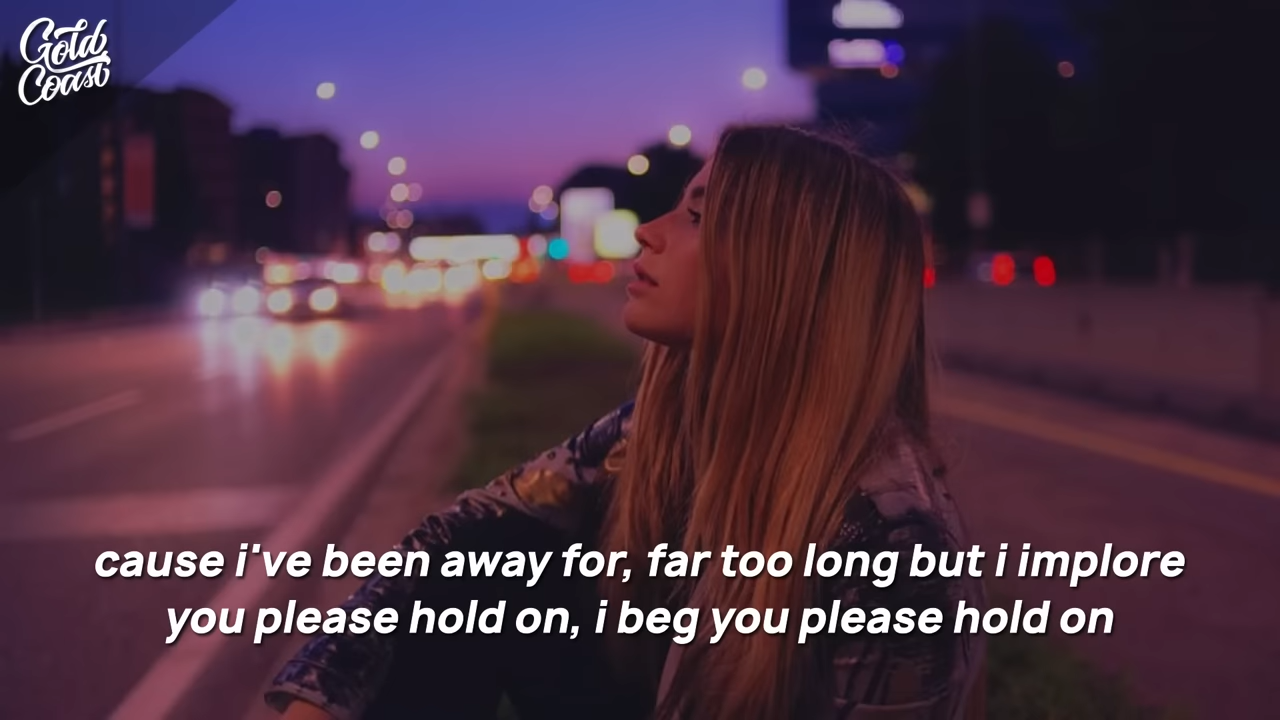 Gold
Coast
cause i've been away for, far too long but i implore
you please hold on, i beg you please hold on